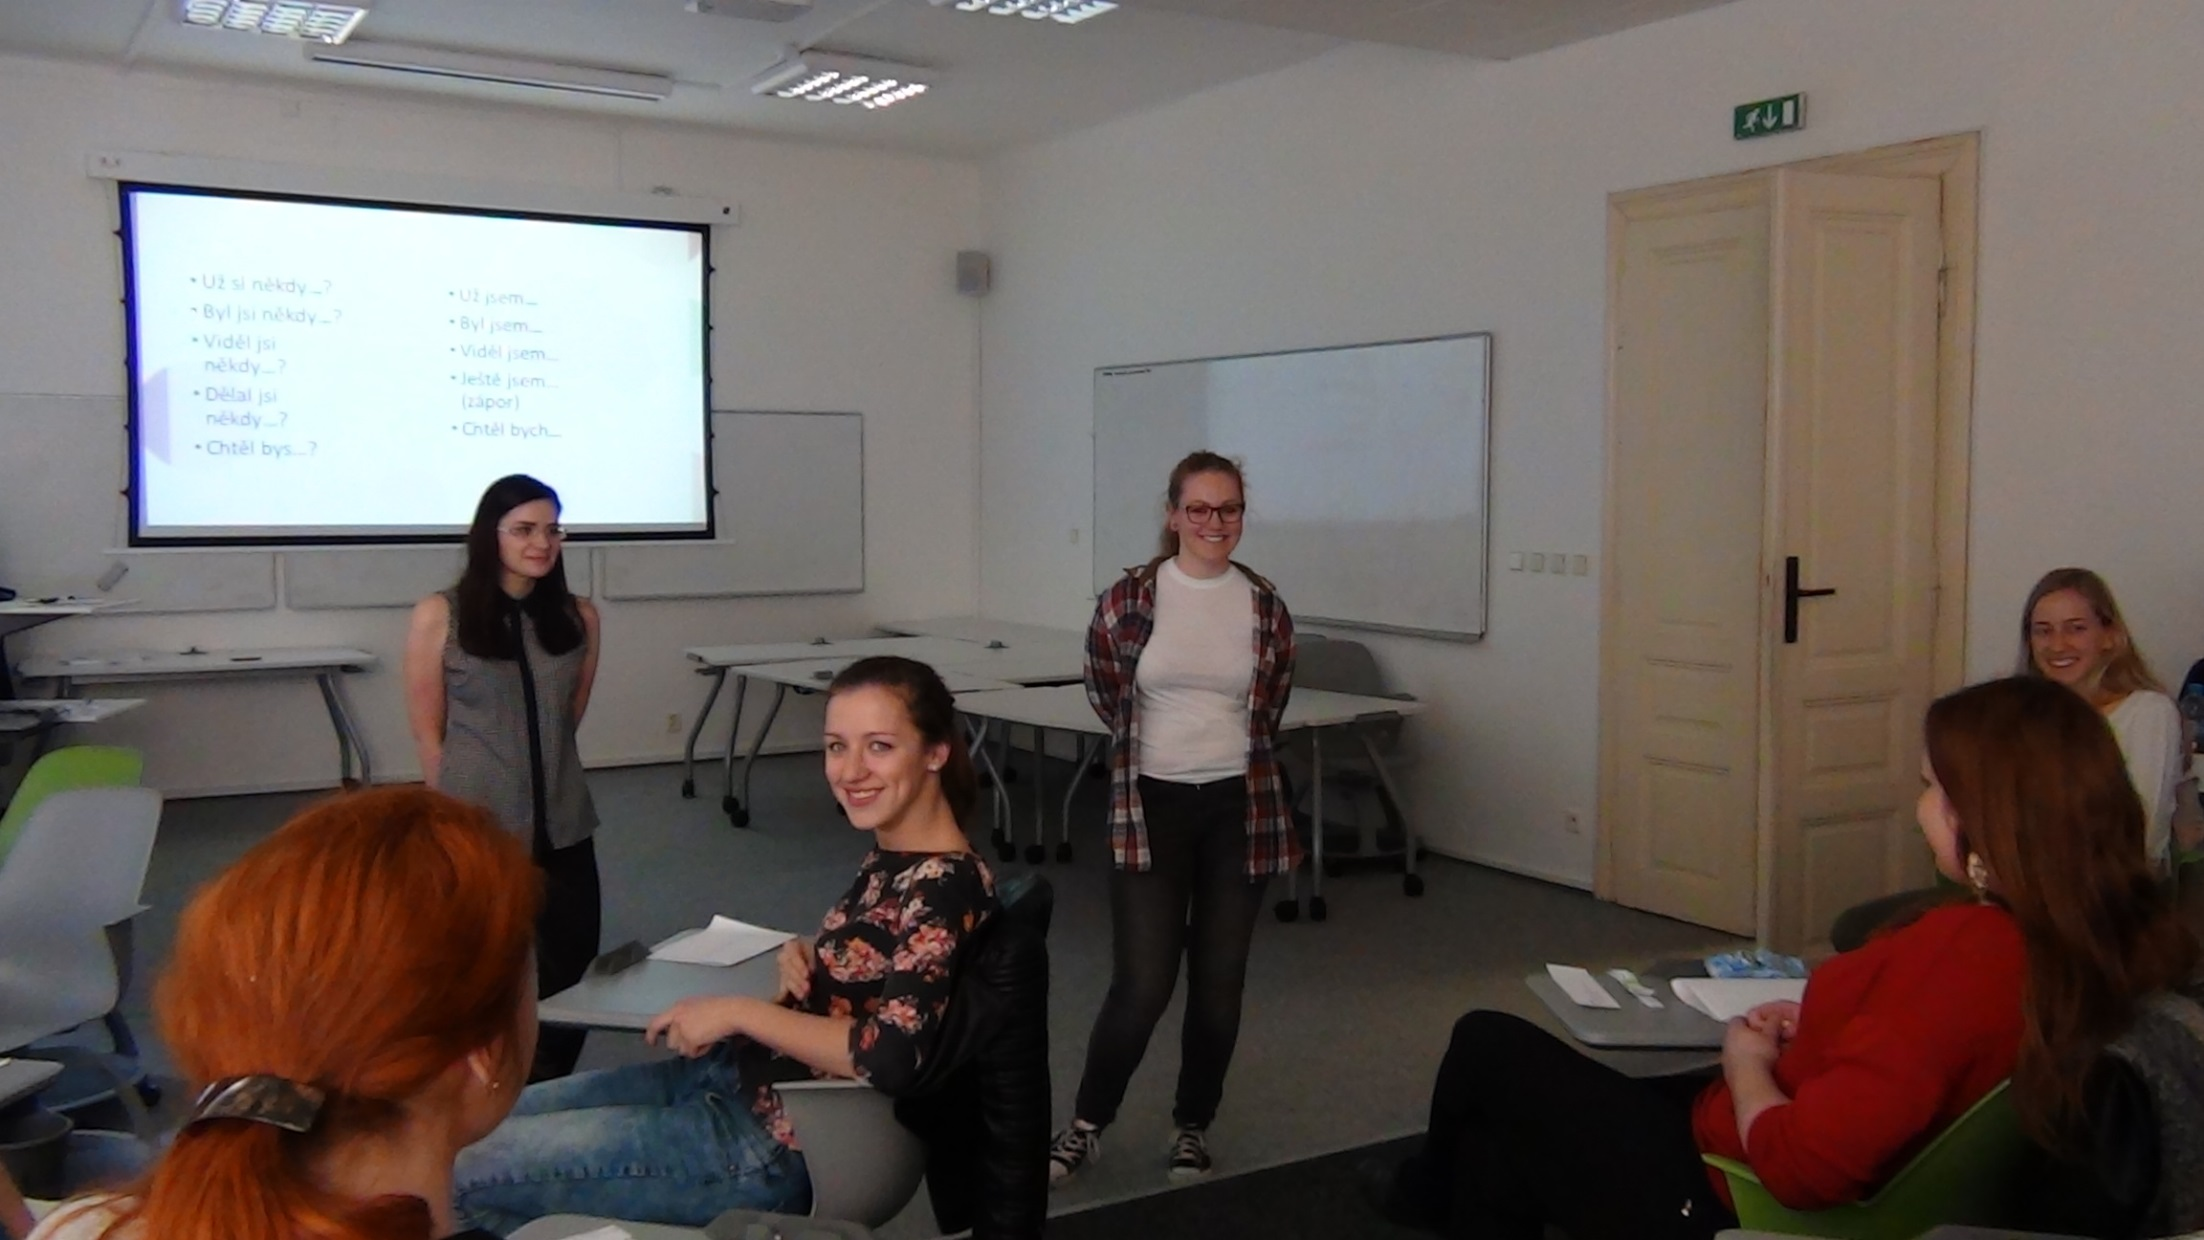 • Už si někdy...?
• Byl jsi někdy...?
• Viděl jsi
někdy...?
• Dělal jsi
někdy...?
• Chtěl bys...?
• Už jsem...
• Byl jsem...
• Viděl jsem...
• Ještě jsem...
(zápor)
• Chtěl bych...